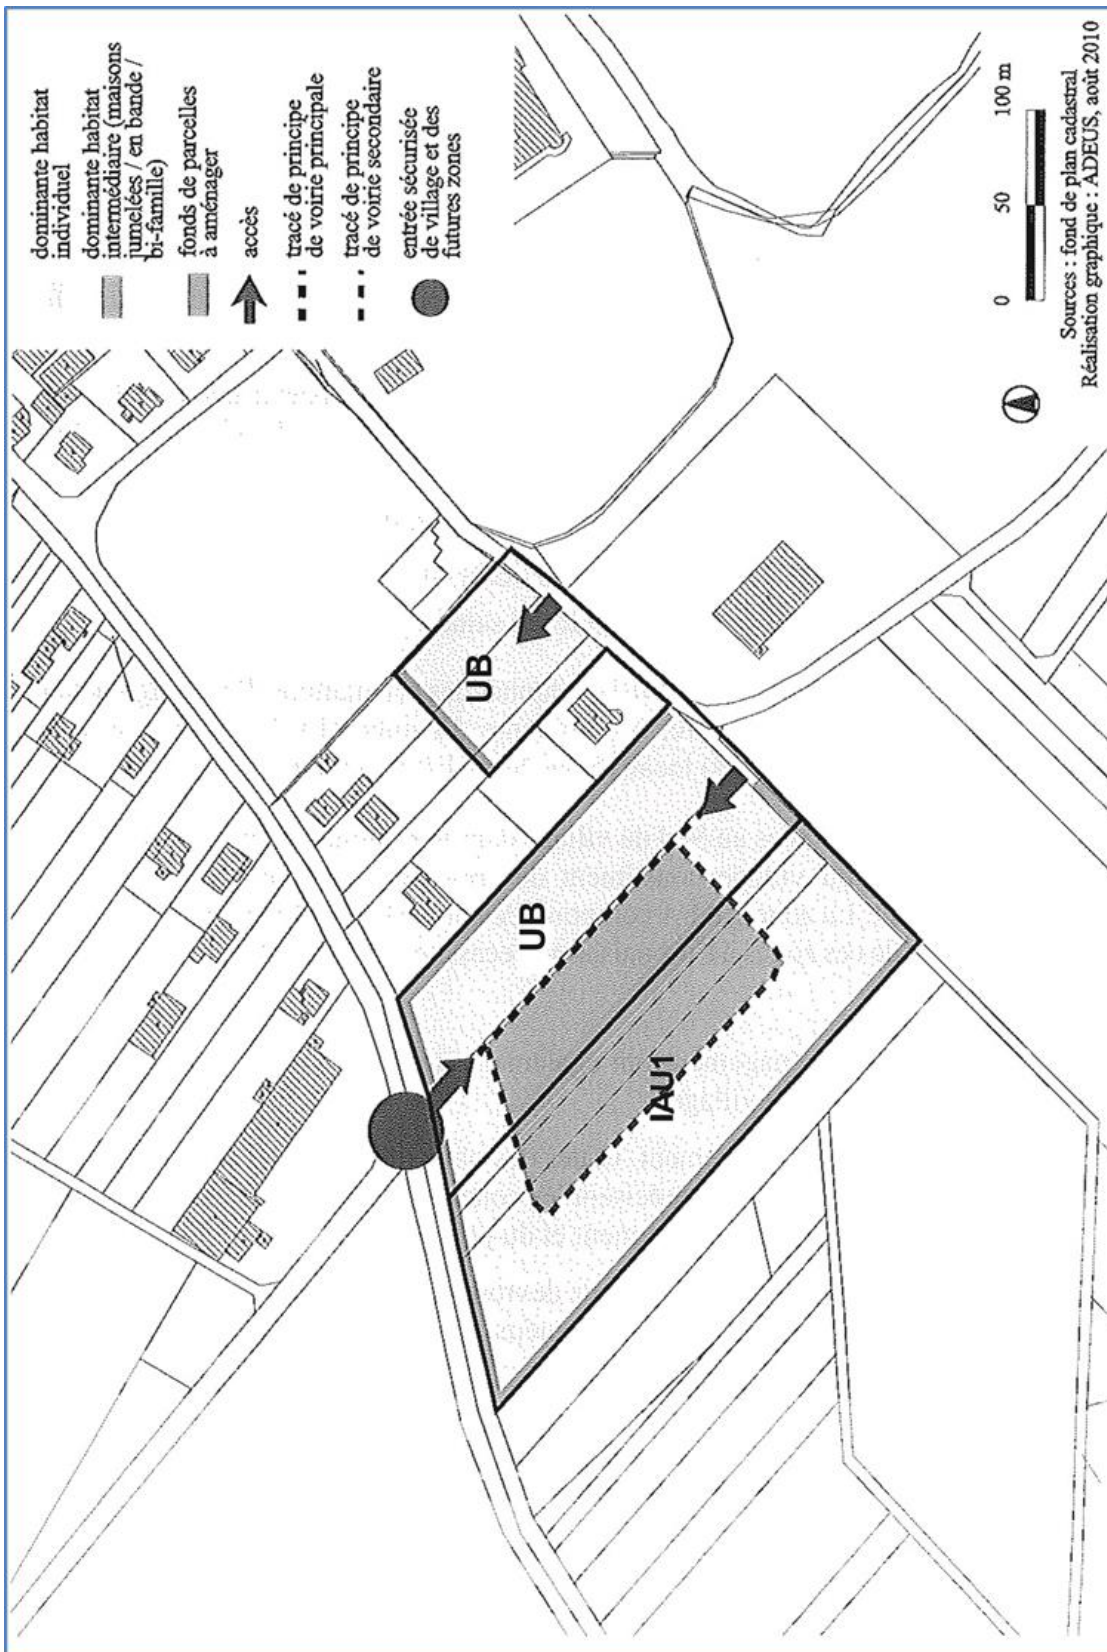 dominante habitat
individuel
dominante habitat
intermédiaire (maisons
jumelées / en bande /
bi-famille)
fonds de parcelles
à aménager
accès
tracé de principe
de voirie principale
tracé de principe
de voirie secondaire
entrée sécurisée
de village et des
futures zones
UB
UB
IAU1
0 50 100 m
Sources : fond de plan cadastral
Réalisation graphique : ADEUS, août 2010